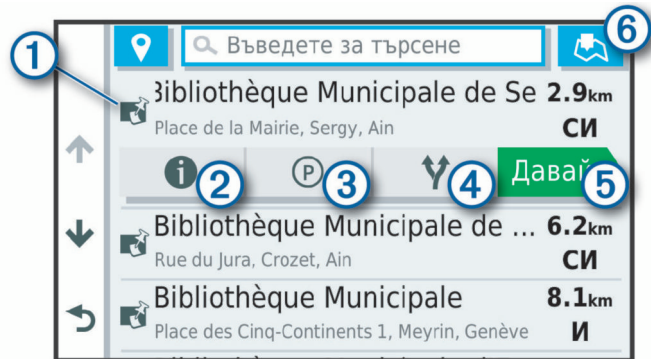 1
Въведете за търсене
6
Bibliothèque Municipale de Se 2.9km
Place de la Mairie, Sergy, Ain СИ
2 P 3 4 Давай 5
Bibliothèque Municipale de ... 6.2km
Rue du Jura, Crozet, Ain СИ
Bibliothèque Municipale 8.1km
Place des Cinq-Continents 1, Meyrin, Genève И